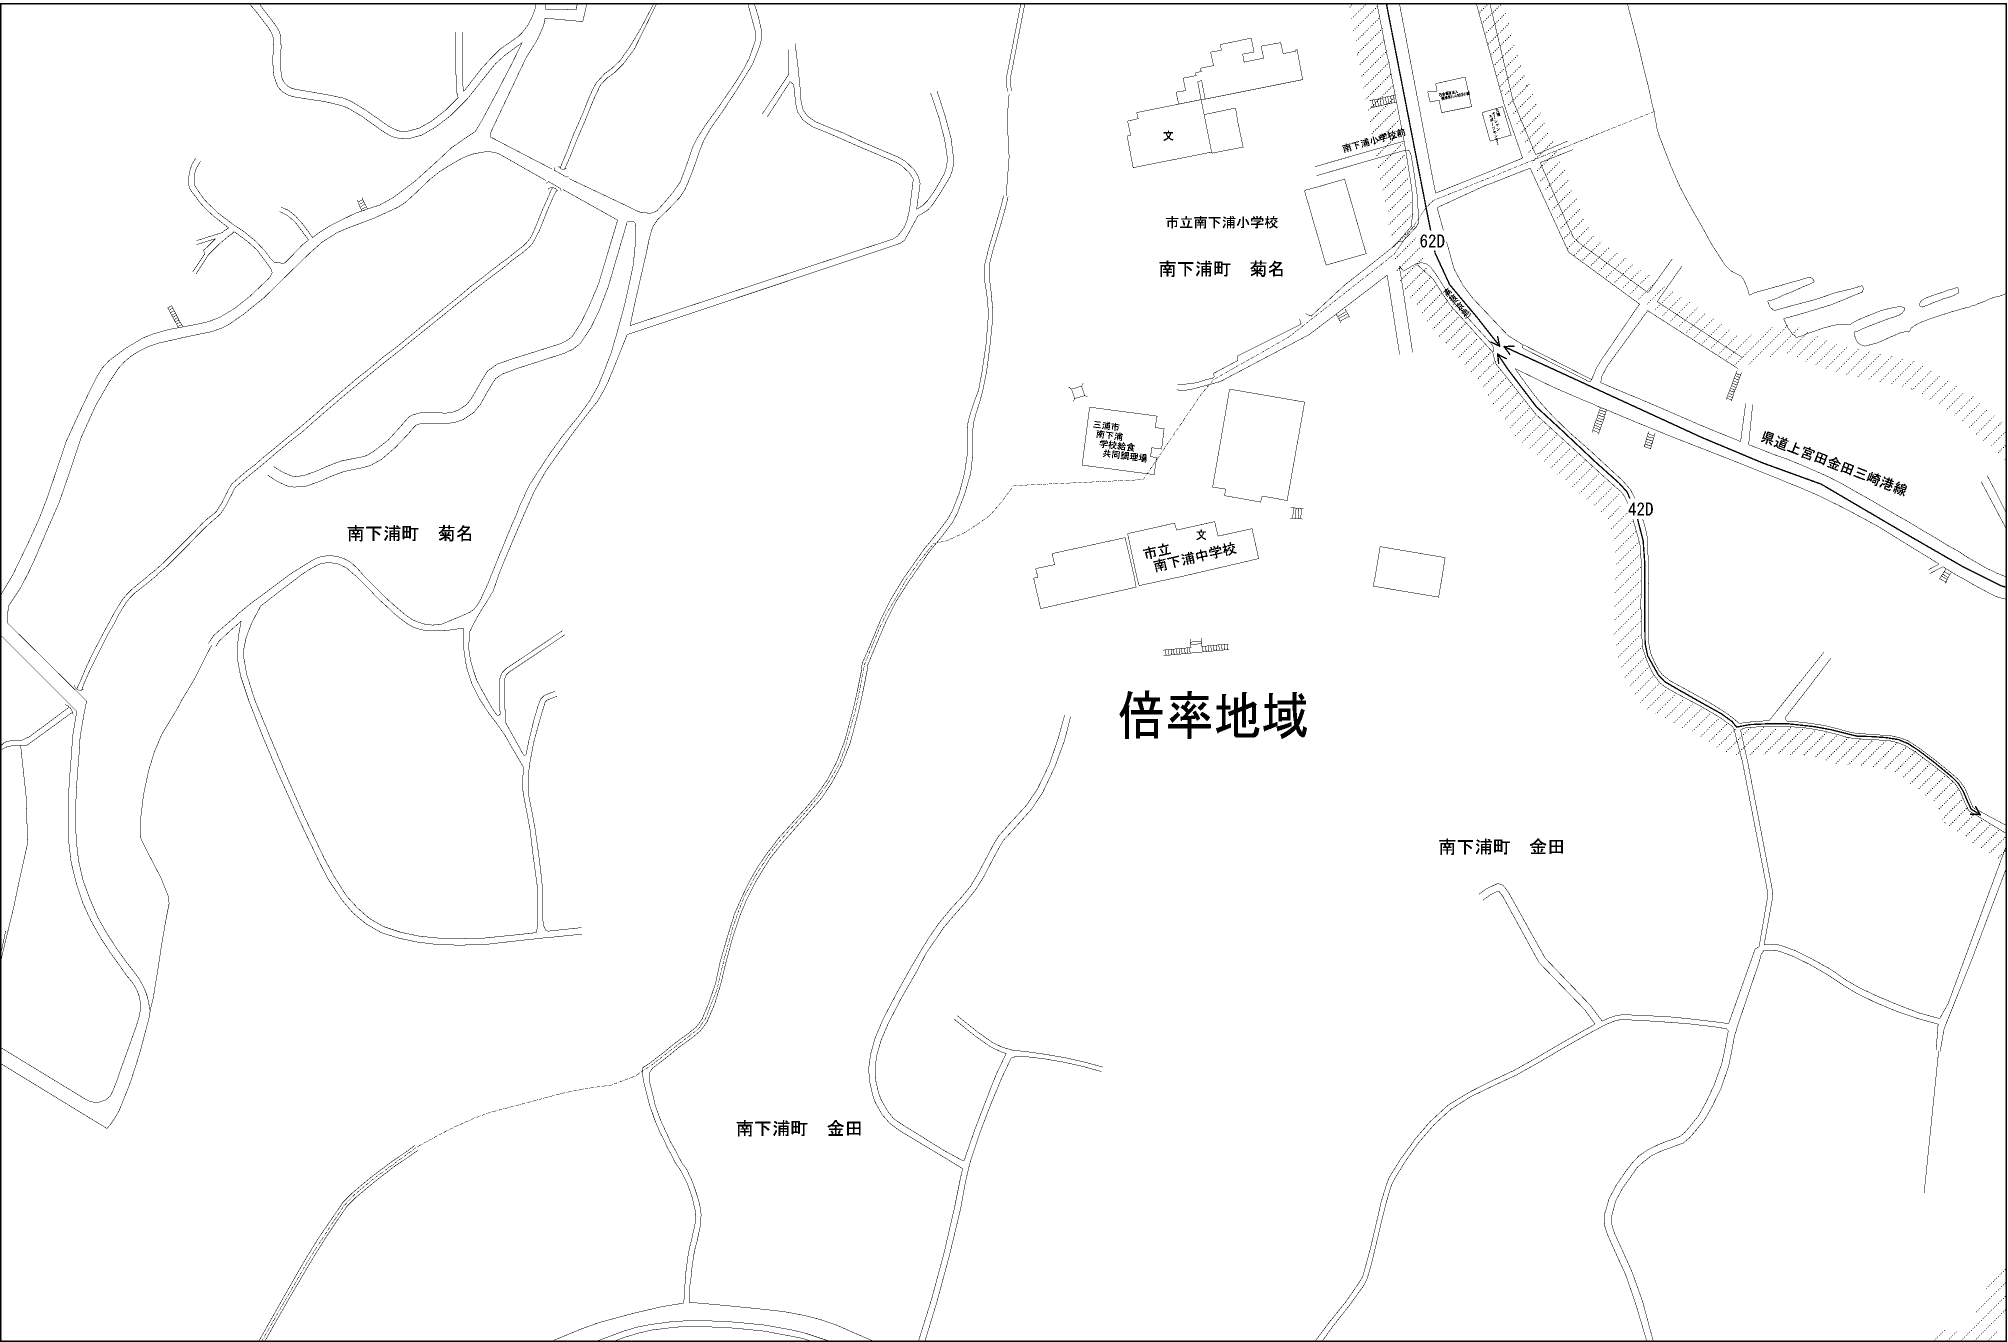 文
南下浦小学校前
市立南下浦小学校
62D
南下浦町　菊名
三浦市
南下浦
学校給食
共同調理場
県道上宮田金田三崎港線
42D
南下浦町　菊名
文
市立
南下浦中学校
倍率地域
南下浦町　金田
南下浦町　金田